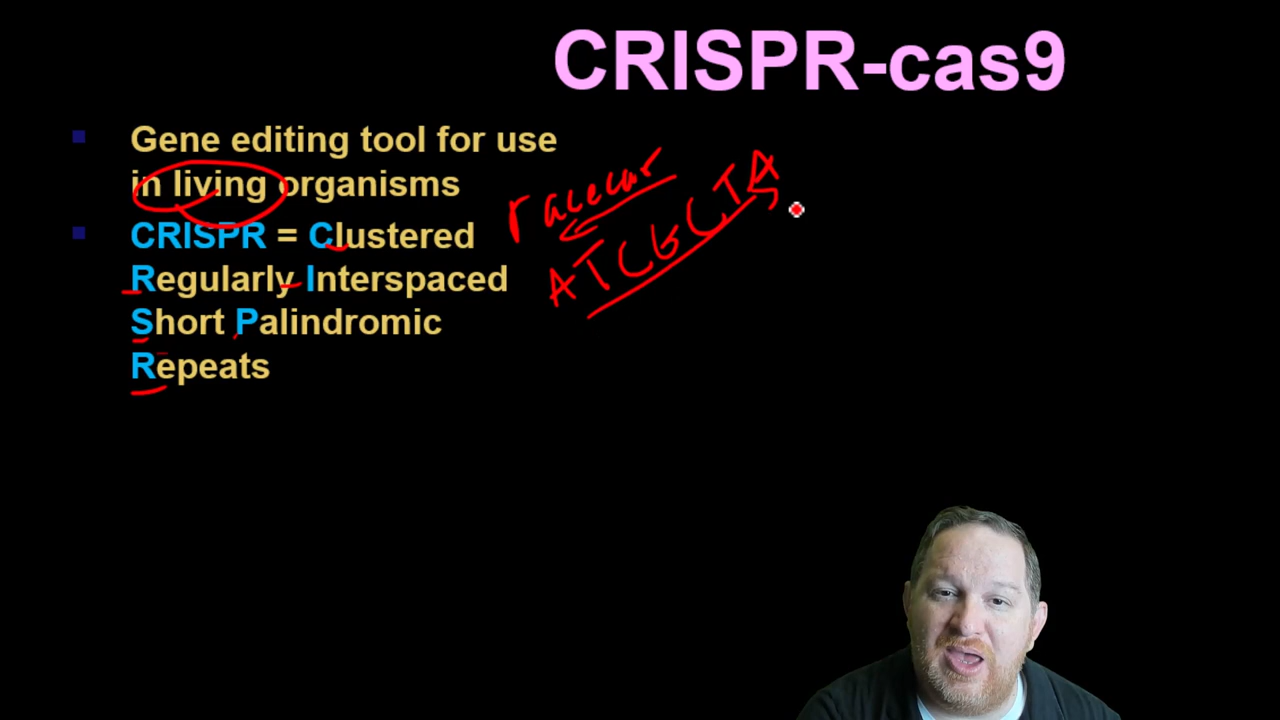 CRISPR-cas9
Gene editing tool for use
in living organisms
CRISPR = Clustered
Regularly Interspaced
Short Palindromic
Repeats
racecar
ATCGCTA